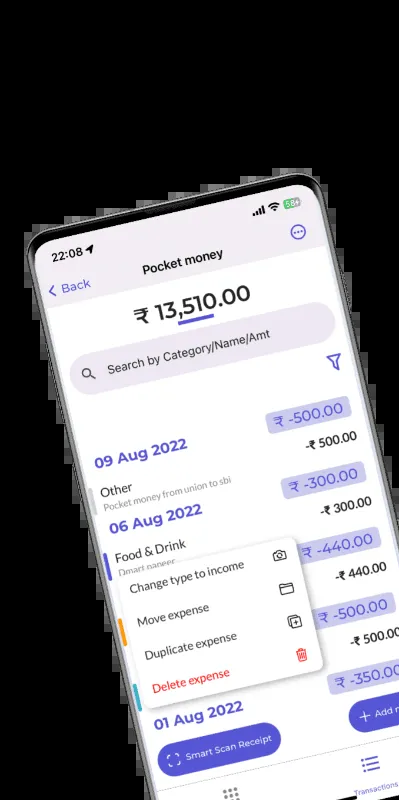 22:08
58
Back
Pocket money
₹ 13,510.00
Search by Category/Name/Amt
₹ -500.00
09 Aug 2022
-₹ 500.00
Other
Pocket money from union to sbi
₹ -300.00
06 Aug 2022
-₹ 300.00
Food & Drink
Dmart paneer
₹ -440.00
Change type to income
-₹ 440.00
Move expense
₹ -500.00
Duplicate expense
-₹ 500.00
Delete expense
₹ -350.00
01 Aug 2022
Smart Scan Receipt
Add
Transactions